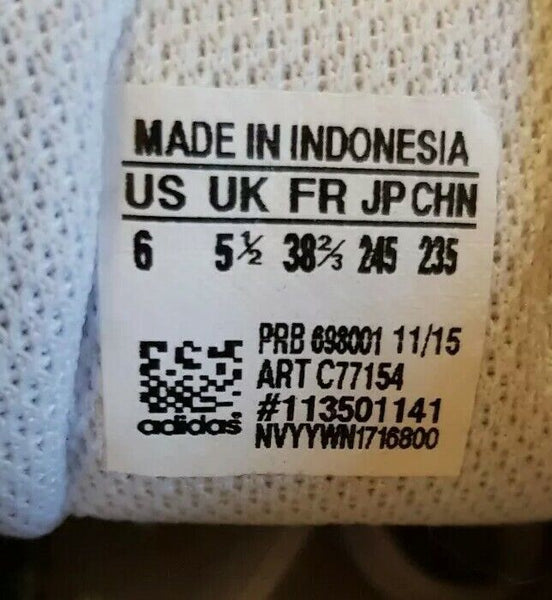 MADE IN INDONESIA
US UK FR JP CHN
6 5½ 38⅔ 245 235
PRB 698001 11/15
ART C77154
#113501141
adidas
NVYYWN1716800